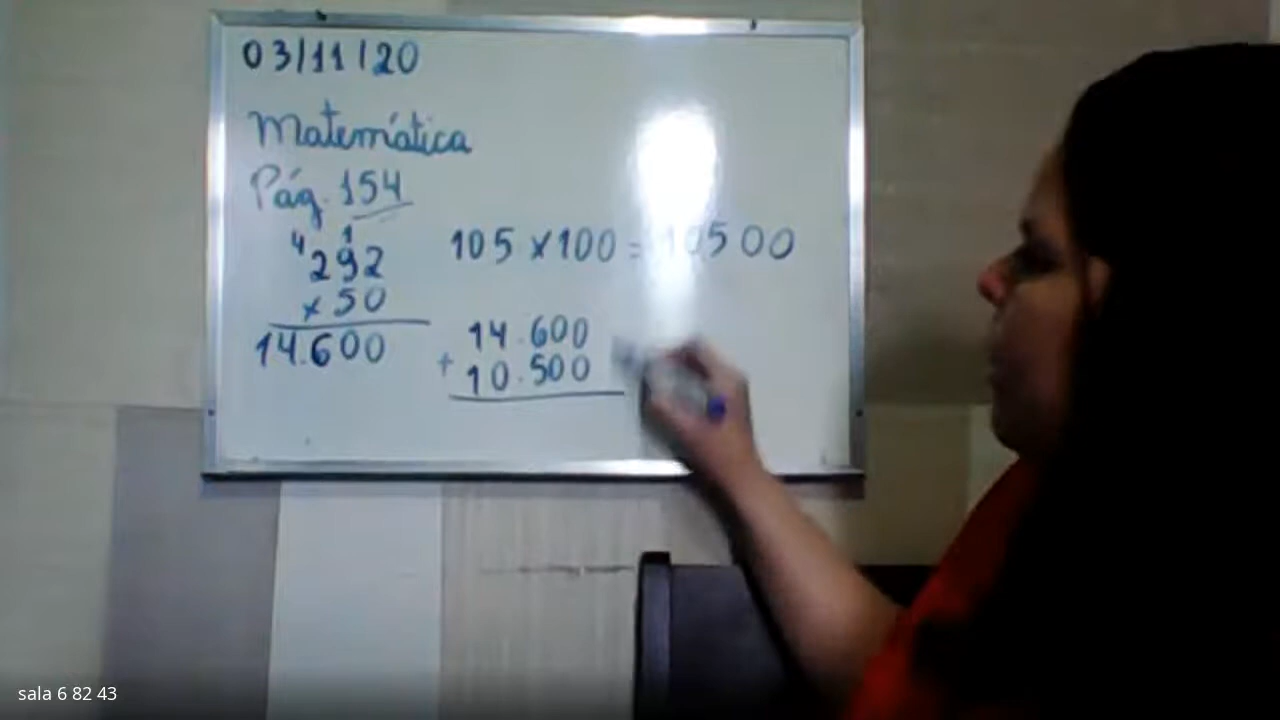 03/11/20
Matemática
Pág. 154
4 1
292
x 50
14.600
105 x 100 = 10500
14.600
+ 10.500
sala 6 82 43